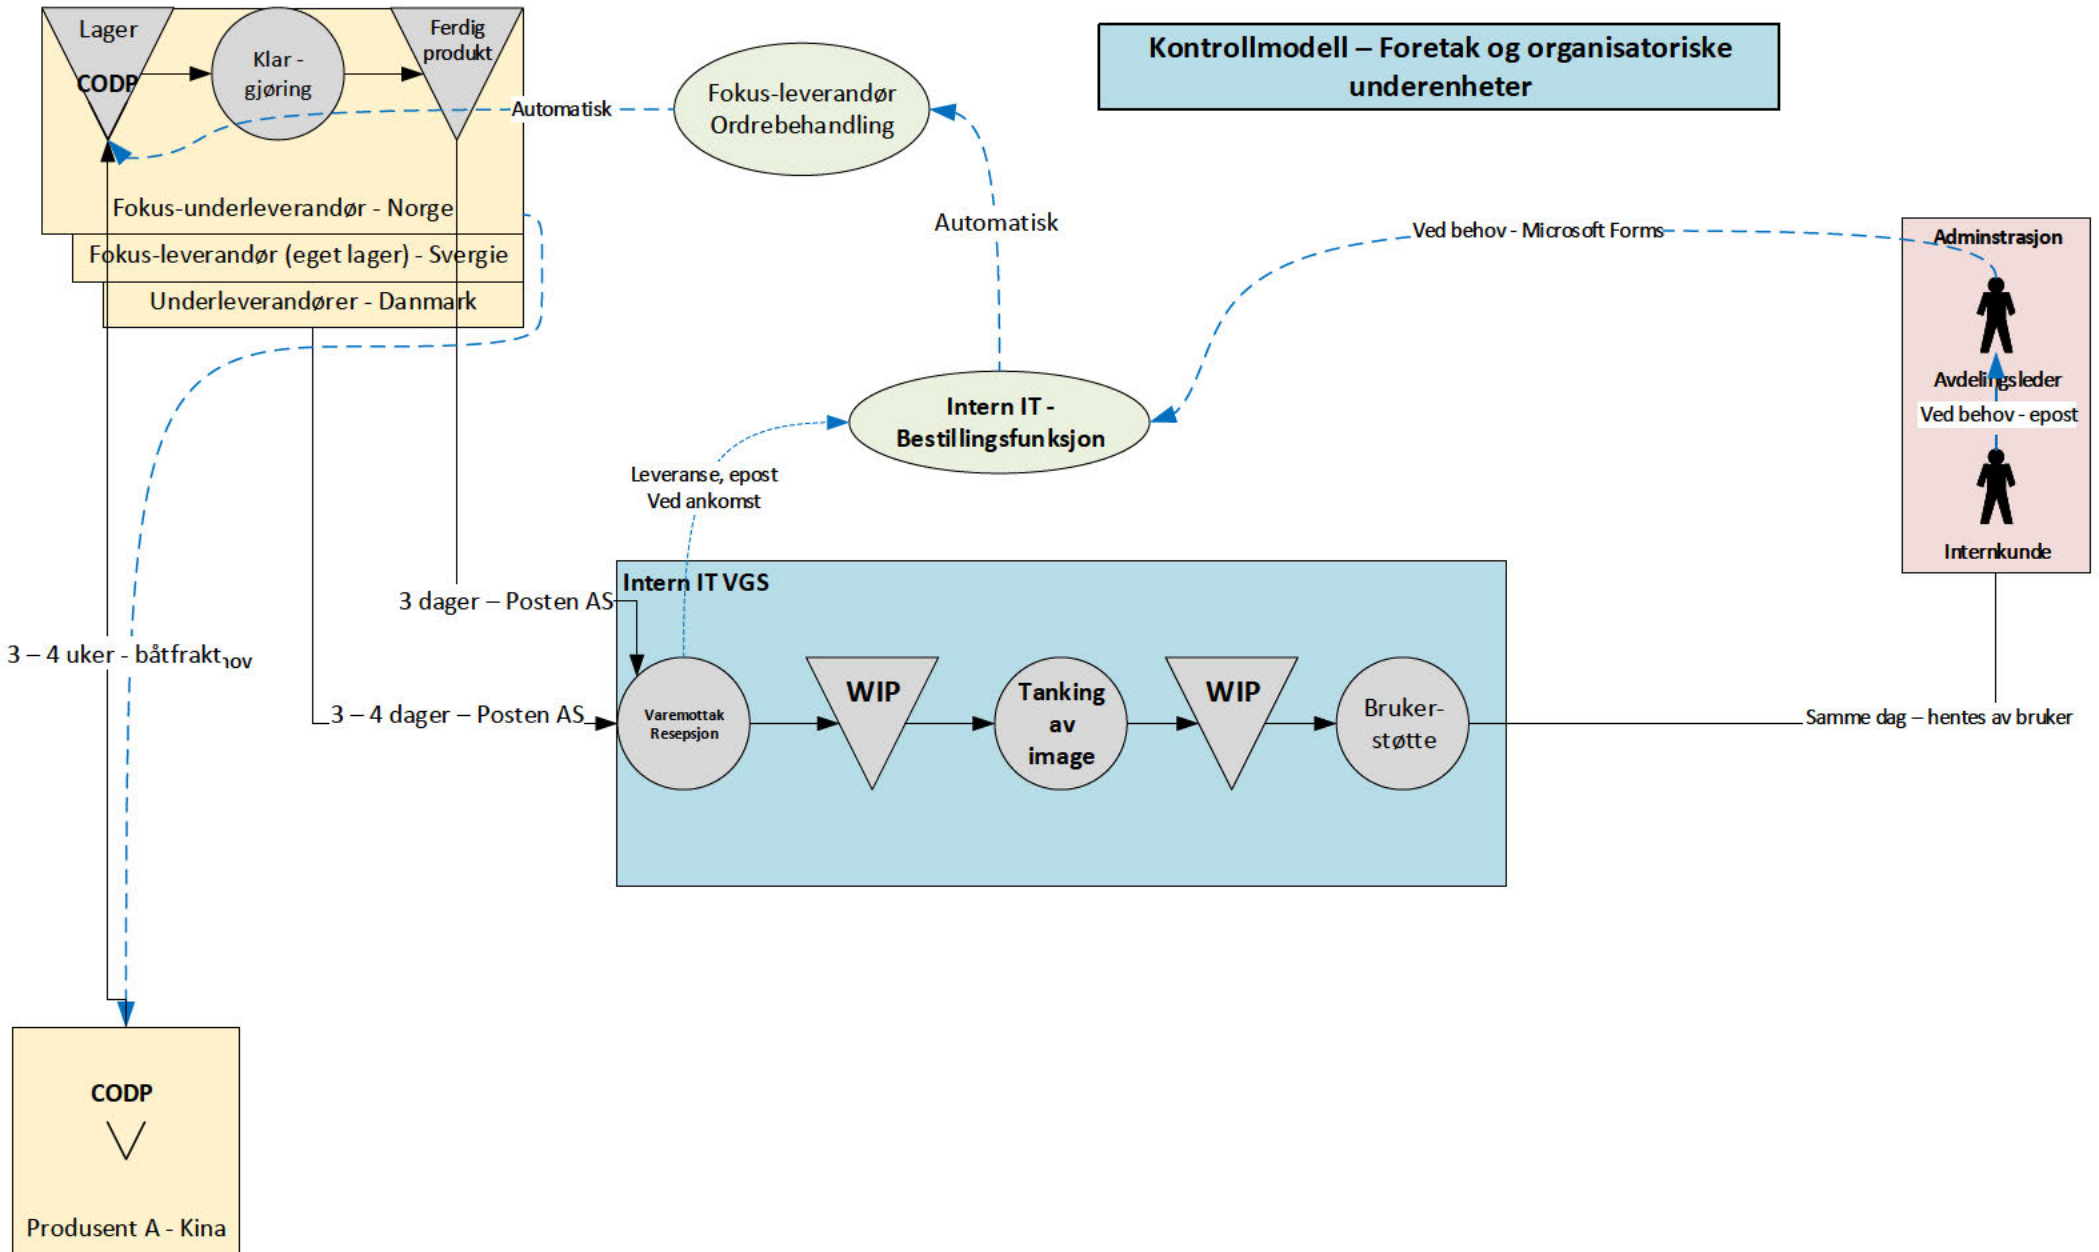 Kontrollmodell – Foretak og organisatoriske
underenheter
Lager
CODP
Klar -
gjøring
Ferdig
produkt
Automatisk
Fokus-leverandør
Ordrebehandling
Fokus-underleverandør - Norge
Fokus-leverandør (eget lager) - Svergie
Underleverandører - Danmark
Automatisk
Ved behov - Microsoft Forms
Adminstrasjon
Avdelingsleder
Ved behov - epost
Internkunde
Intern IT -
Bestillingsfunksjon
Leveranse, epost
Ved ankomst
Intern IT VGS
3 dager – Posten AS
3 – 4 uker - båtfrakt
3 – 4 dager – Posten AS
Varemottak
Resepsjon
WIP
Tanking
av
image
WIP
Bruker-
støtte
Samme dag – hentes av bruker
CODP
Produsent A - Kina